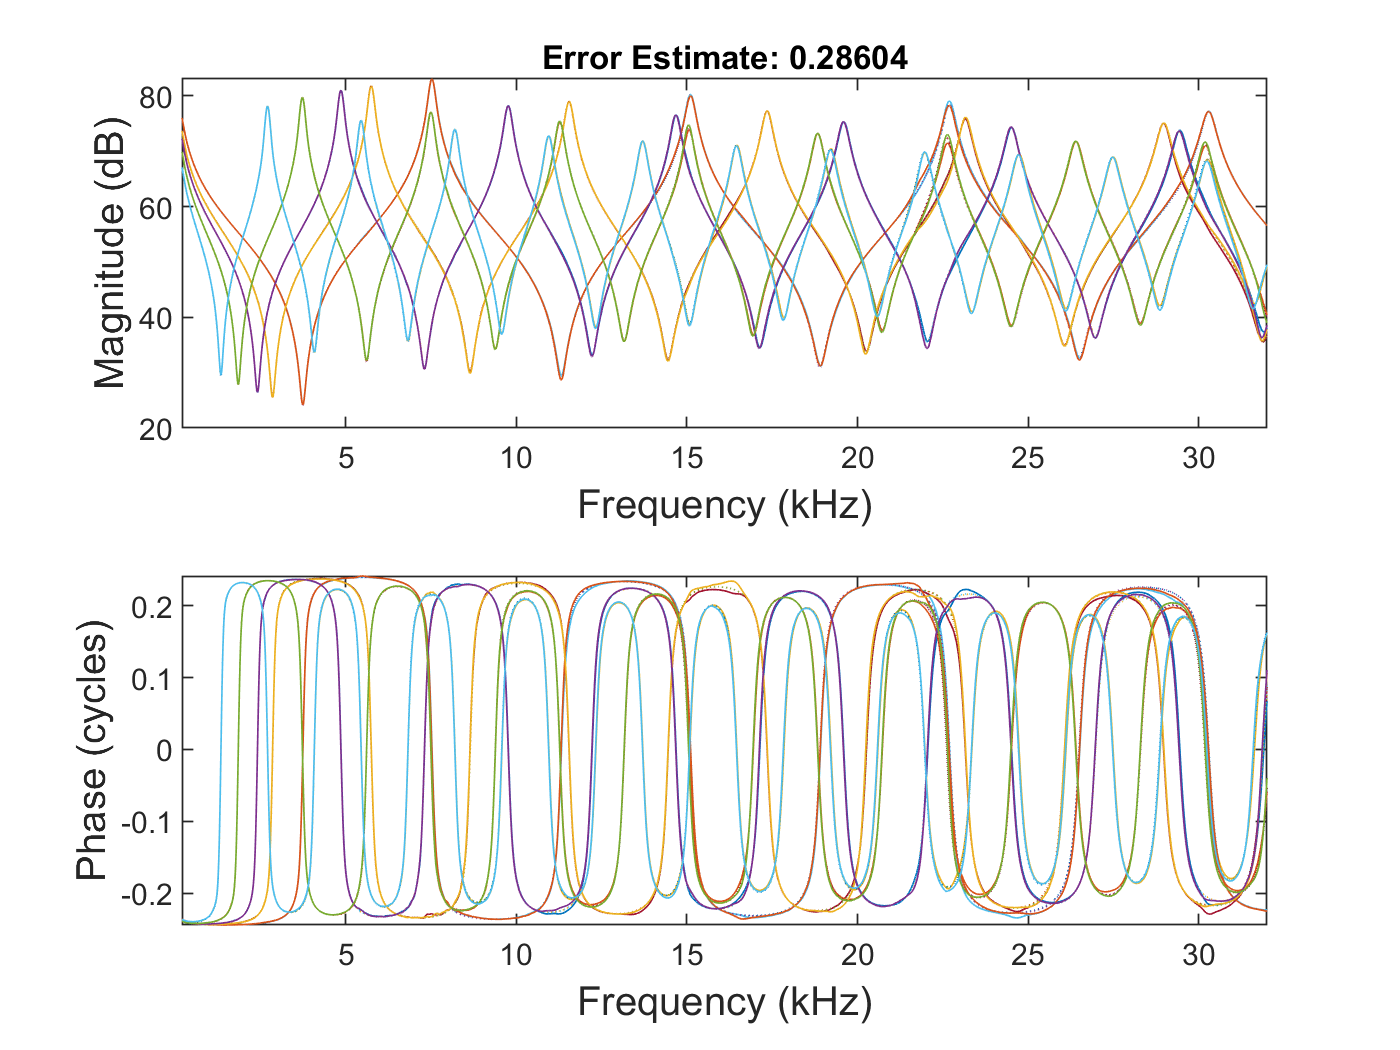 Error Estimate: 0.28604
Magnitude (dB)
80
60
40
20
5 10 15 20 25 30
Frequency (kHz)
Phase (cycles)
0.2
0.1
0
-0.1
-0.2
5 10 15 20 25 30
Frequency (kHz)